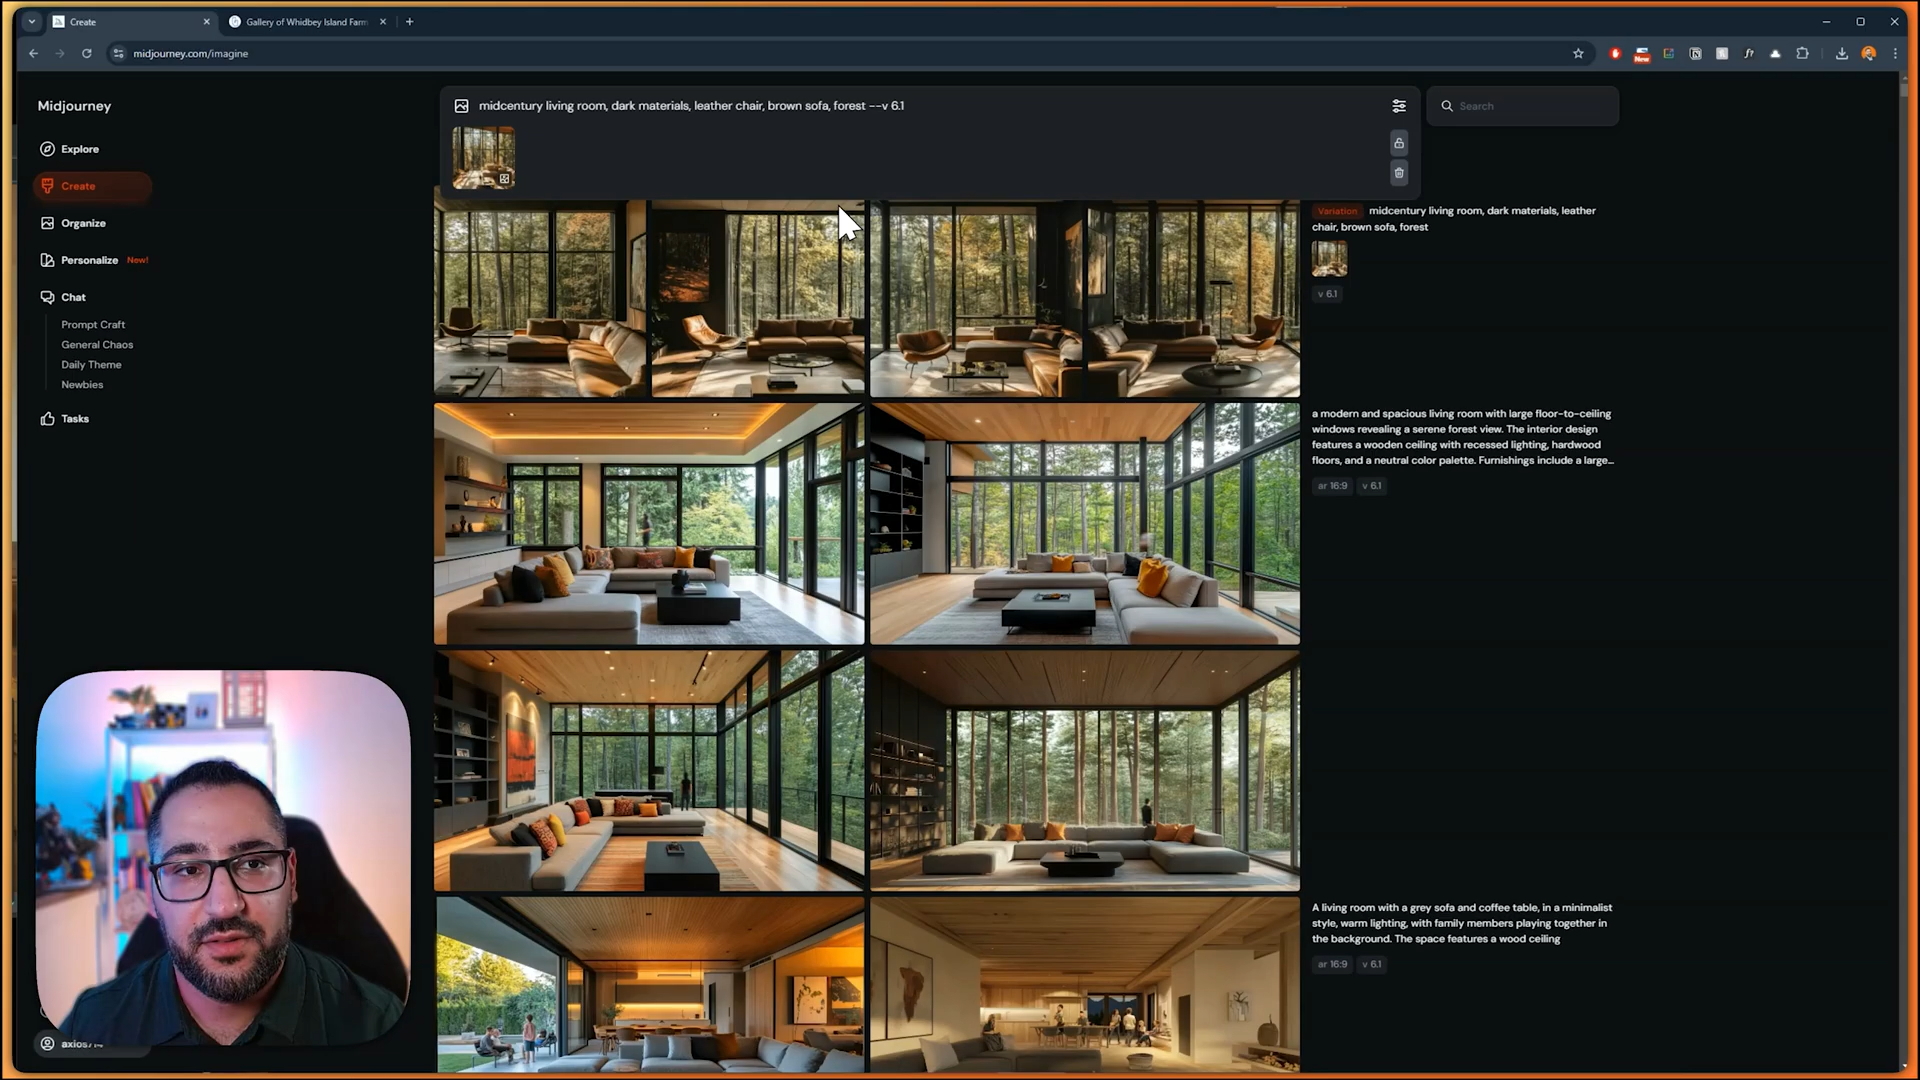 Create
Gallery of Whidbey Island Farm
midjourney.com/imagine
New
f?
Midjourney
midcentury living room, dark materials, leather chair, brown sofa, forest --v 6.1
Search
Explore
Create
Organize
Personalize New!
Chat
Prompt Craft
General Chaos
Daily Theme
Newbies
Tasks
Variation midcentury living room, dark materials, leather
chair, brown sofa, forest
v 6.1
a modern and spacious living room with large floor-to-ceiling
windows revealing a serene forest view. The interior design
features a wooden ceiling with recessed lighting, hardwood
floors, and a neutral color palette. Furnishings include a large...
ar 16:9 v 6.1
A living room with a grey sofa and coffee table, in a minimalist
style, warm lighting, with family members playing together in
the background. The space features a wood ceiling
ar 16:9 v 6.1